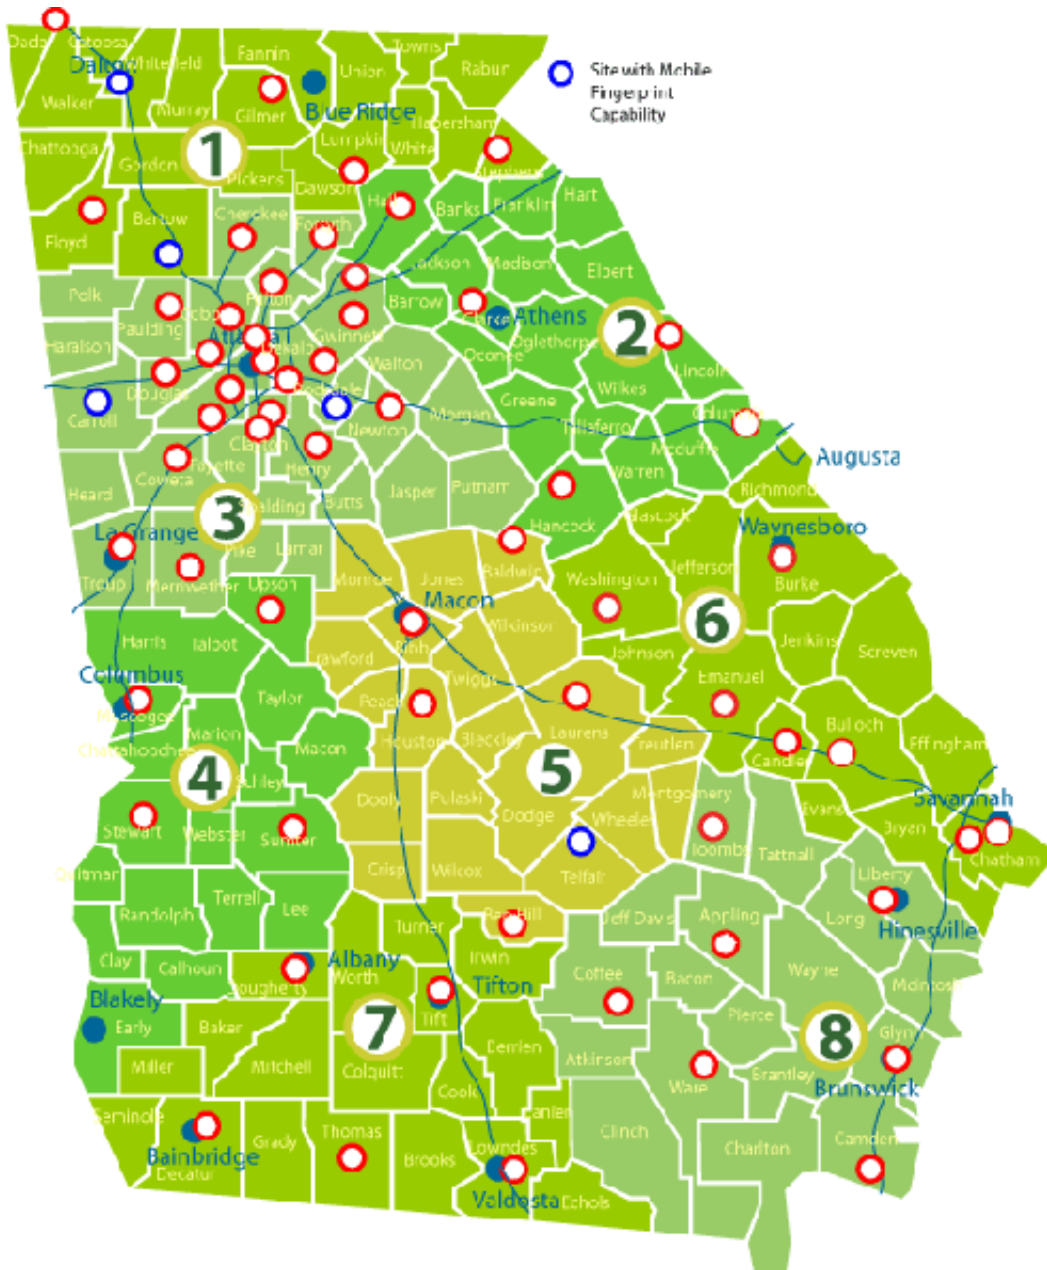 Site with Mobile
Fingerprint
Capability
Dade
Catoosa
Whitfield
Fannin
Towns
Union
Rabun
Dalton
Walker
Murray
Gilmer
Blue Ridge
Habersham
Lumpkin
White
Chattooga
Gordon
1
Pickens
Dawson
Stephens
Hall
Banks
Franklin
Hart
Bartow
Cherokee
Forsyth
Floyd
Jackson
Madison
Elbert
Polk
Fulton
Barrow
Paulding
Cobb
Gwinnett
Clarke
Athens
2
Haralson
Atlanta
Dekalb
Oconee
Oglethorpe
Walton
Lincoln
Wilkes
Douglas
Rockdale
Greene
Carroll
Newton
Morgan
Taliaferro
Columbia
Clayton
Mcduffie
Augusta
Fayette
Henry
Warren
Coweta
Heard
Butts
Jasper
Putnam
Richmond
3
Spalding
Hancock
Glascock
La Grange
Waynesboro
Pike
Lamar
Troup
Meriwether
Upson
Monroe
Jones
Baldwin
Washington
Jefferson
Burke
Macon
Bibb
Wilkinson
6
Harris
Talbot
Crawford
Johnson
Jenkins
Screven
Columbus
Taylor
Peach
Twiggs
Emanuel
Muscogee
Marion
Chattahoochee
Macon
Houston
Bleckley
Laurens
Treutlen
Candler
Bulloch
Effingham
4
Schley
5
Dooly
Pulaski
Montgomery
Savannah
Stewart
Webster
Sumter
Dodge
Wheeler
Toombs
Evans
Bryan
Tattnall
Chatham
Quitman
Crisp
Wilcox
Telfair
Liberty
Randolph
Terrell
Lee
Turner
Ben Hill
Jeff Davis
Appling
Long
Hinesville
Clay
Calhoun
Albany
Worth
Irwin
Coffee
Bacon
Wayne
Mcintosh
Dougherty
Tifton
Blakely
Early
Baker
7
Tift
Pierce
8
Glyn
Miller
Mitchell
Colquitt
Berrien
Atkinson
Ware
Brantley
Brunswick
Cook
Seminole
Lanier
Grady
Thomas
Brooks
Lowndes
Clinch
Charlton
Camden
Bainbridge
Decatur
Valdosta
Echols